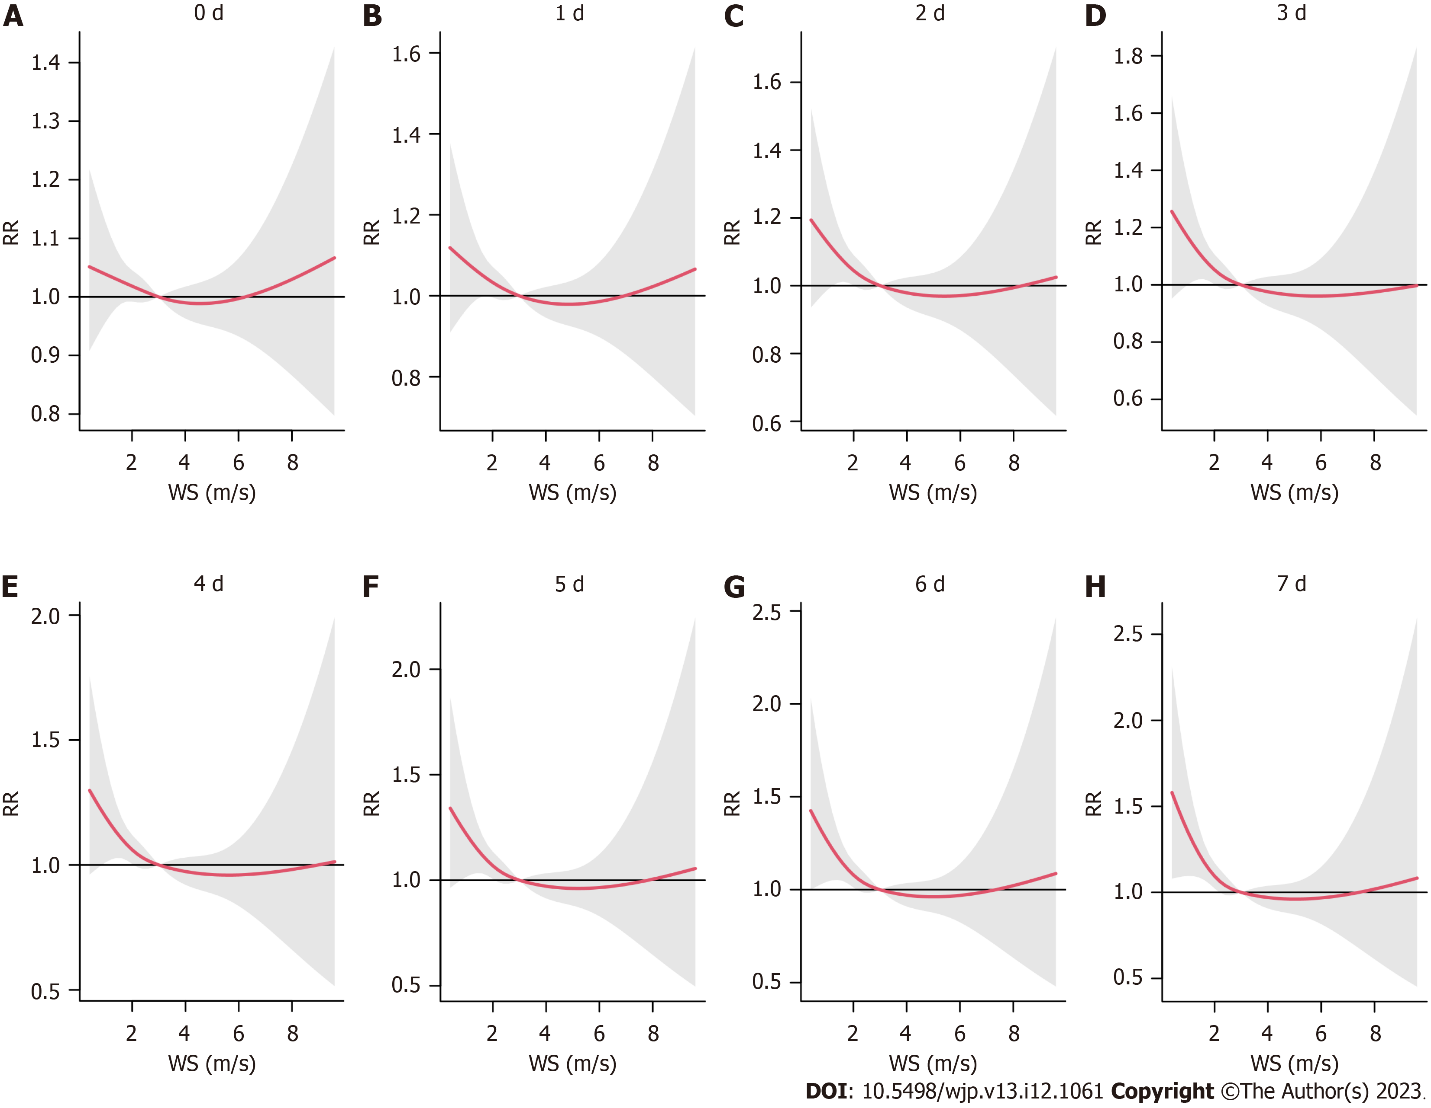 A 0 d
B 1 d
C 2 d
D 3 d
RR
1.4
1.3
1.2
1.1
1.0
0.9
0.8
2 4 6 8
WS (m/s)
RR
1.6
1.4
1.2
1.0
0.8
2 4 6 8
WS (m/s)
RR
1.6
1.4
1.2
1.0
0.8
0.6
2 4 6 8
WS (m/s)
RR
1.8
1.6
1.4
1.2
1.0
0.8
0.6
2 4 6 8
WS (m/s)
E 4 d
F 5 d
G 6 d
H 7 d
RR
2.0
1.5
1.0
0.5
2 4 6 8
WS (m/s)
RR
2.0
1.5
1.0
0.5
2 4 6 8
WS (m/s)
RR
2.5
2.0
1.5
1.0
0.5
2 4 6 8
WS (m/s)
RR
2.5
2.0
1.5
1.0
0.5
2 4 6 8
WS (m/s)
DOI: 10.5498/wjp.v13.i12.1061 Copyright ©The Author(s) 2023.